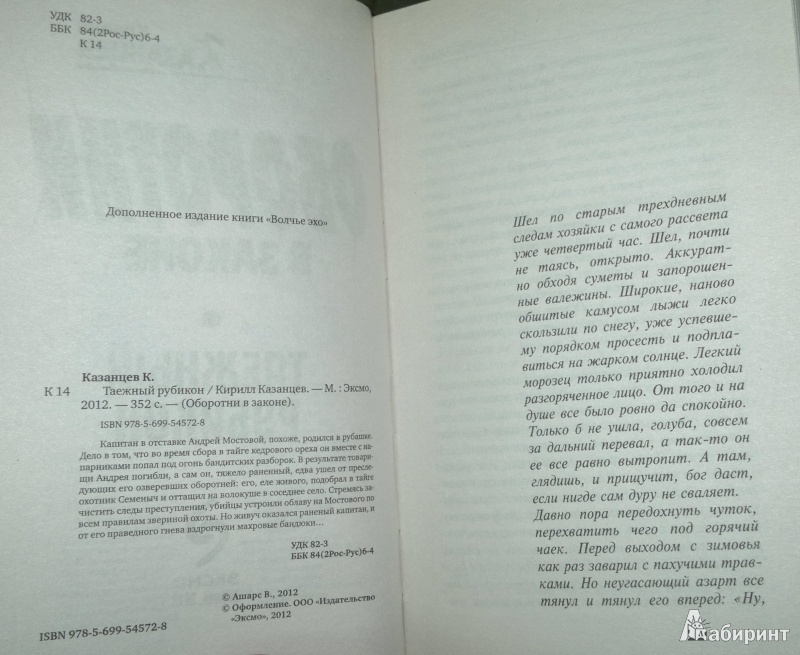 УДК 82-3
ББК 84(2Рос-Рус)6-4
К 14
Дополненное издание книги «Волчье эхо»
Казанцев К.
К 14 Таежный рубикон / Кирилл Казанцев. — М. : Эксмо,
2012. — 352 с. — (Оборотни в законе).
ISBN 978-5-699-54572-8
Капитан в отставке Андрей Мостовой, похоже, родился в рубашке.
Дело в том, что во время сбора в тайге кедрового ореха он вместе с на-
парниками попал под огонь бандитских разборок. В результате товари-
щи Андрея погибли, а сам он, тяжело раненный, едва ушел от пресле-
дующих его озверевших оборотней: его, еле живого, подобрал в тайге
охотник Семеныч и оттащил на волокуше в соседнее село. Стремясь за-
чистить следы преступления, убийцы устроили облаву на Мостового по
всем правилам звериной охоты. Но живуч оказался раненый капитан, и
от его праведного гнева вздрогнули махровые бандюки...
УДК 82-3
ББК 84(2Рос-Рус)6-4
© Ашарс В., 2012
© Оформление. ООО «Издательство
«Эксмо», 2012
ISBN 978-5-699-54572-8
Шел по старым трехдневным
следам хозяйки с самого рассвета
уже четвертый час. Шел, почти
не таясь, открыто. Аккурат-
но обходя суметы и запорошен-
ные валежины. Широкие, наново
обшитые камусом лыжи легко
скользили по снегу, уже успевше-
му порядком просесть и подпла-
виться на жарком солнце. Легкий
морозец только приятно холодил
разгоряченное лицо. От того и на
душе все было ровно да спокойно.
Только б не ушла, голуба, совсем
за дальний перевал, а так-то он
ее все равно вытропит. А там,
глядишь, и прищучит, бог даст,
если нигде сам дуру не сваляет.
Давно пора передохнуть чуток,
перехватить чего под горячий
чаек. Перед выходом с зимовья
как раз заварил с пахучими трав-
ками. Но неугасающий азарт все
тянул и тянул его вперед: «Ну,
Лабиринт